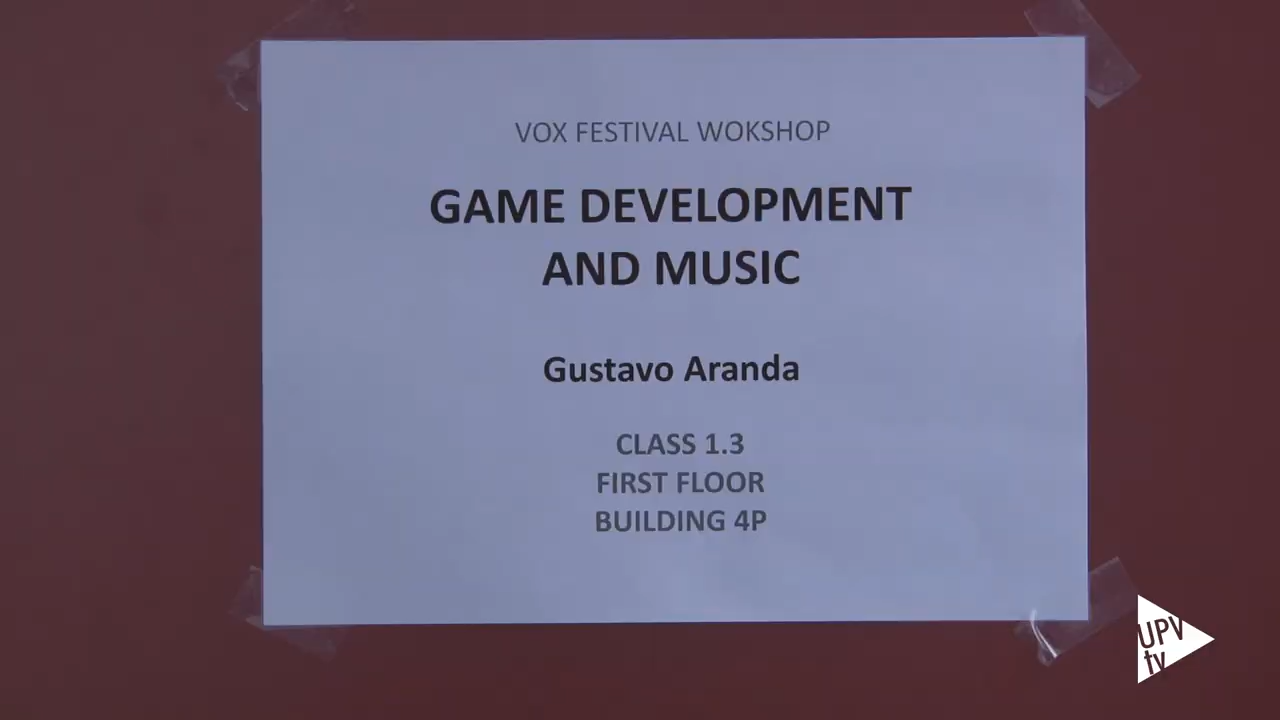 VOX FESTIVAL WOKSHOP
GAME DEVELOPMENT
AND MUSIC
Gustavo Aranda
CLASS 1.3
FIRST FLOOR
BUILDING 4P
UPV
tv